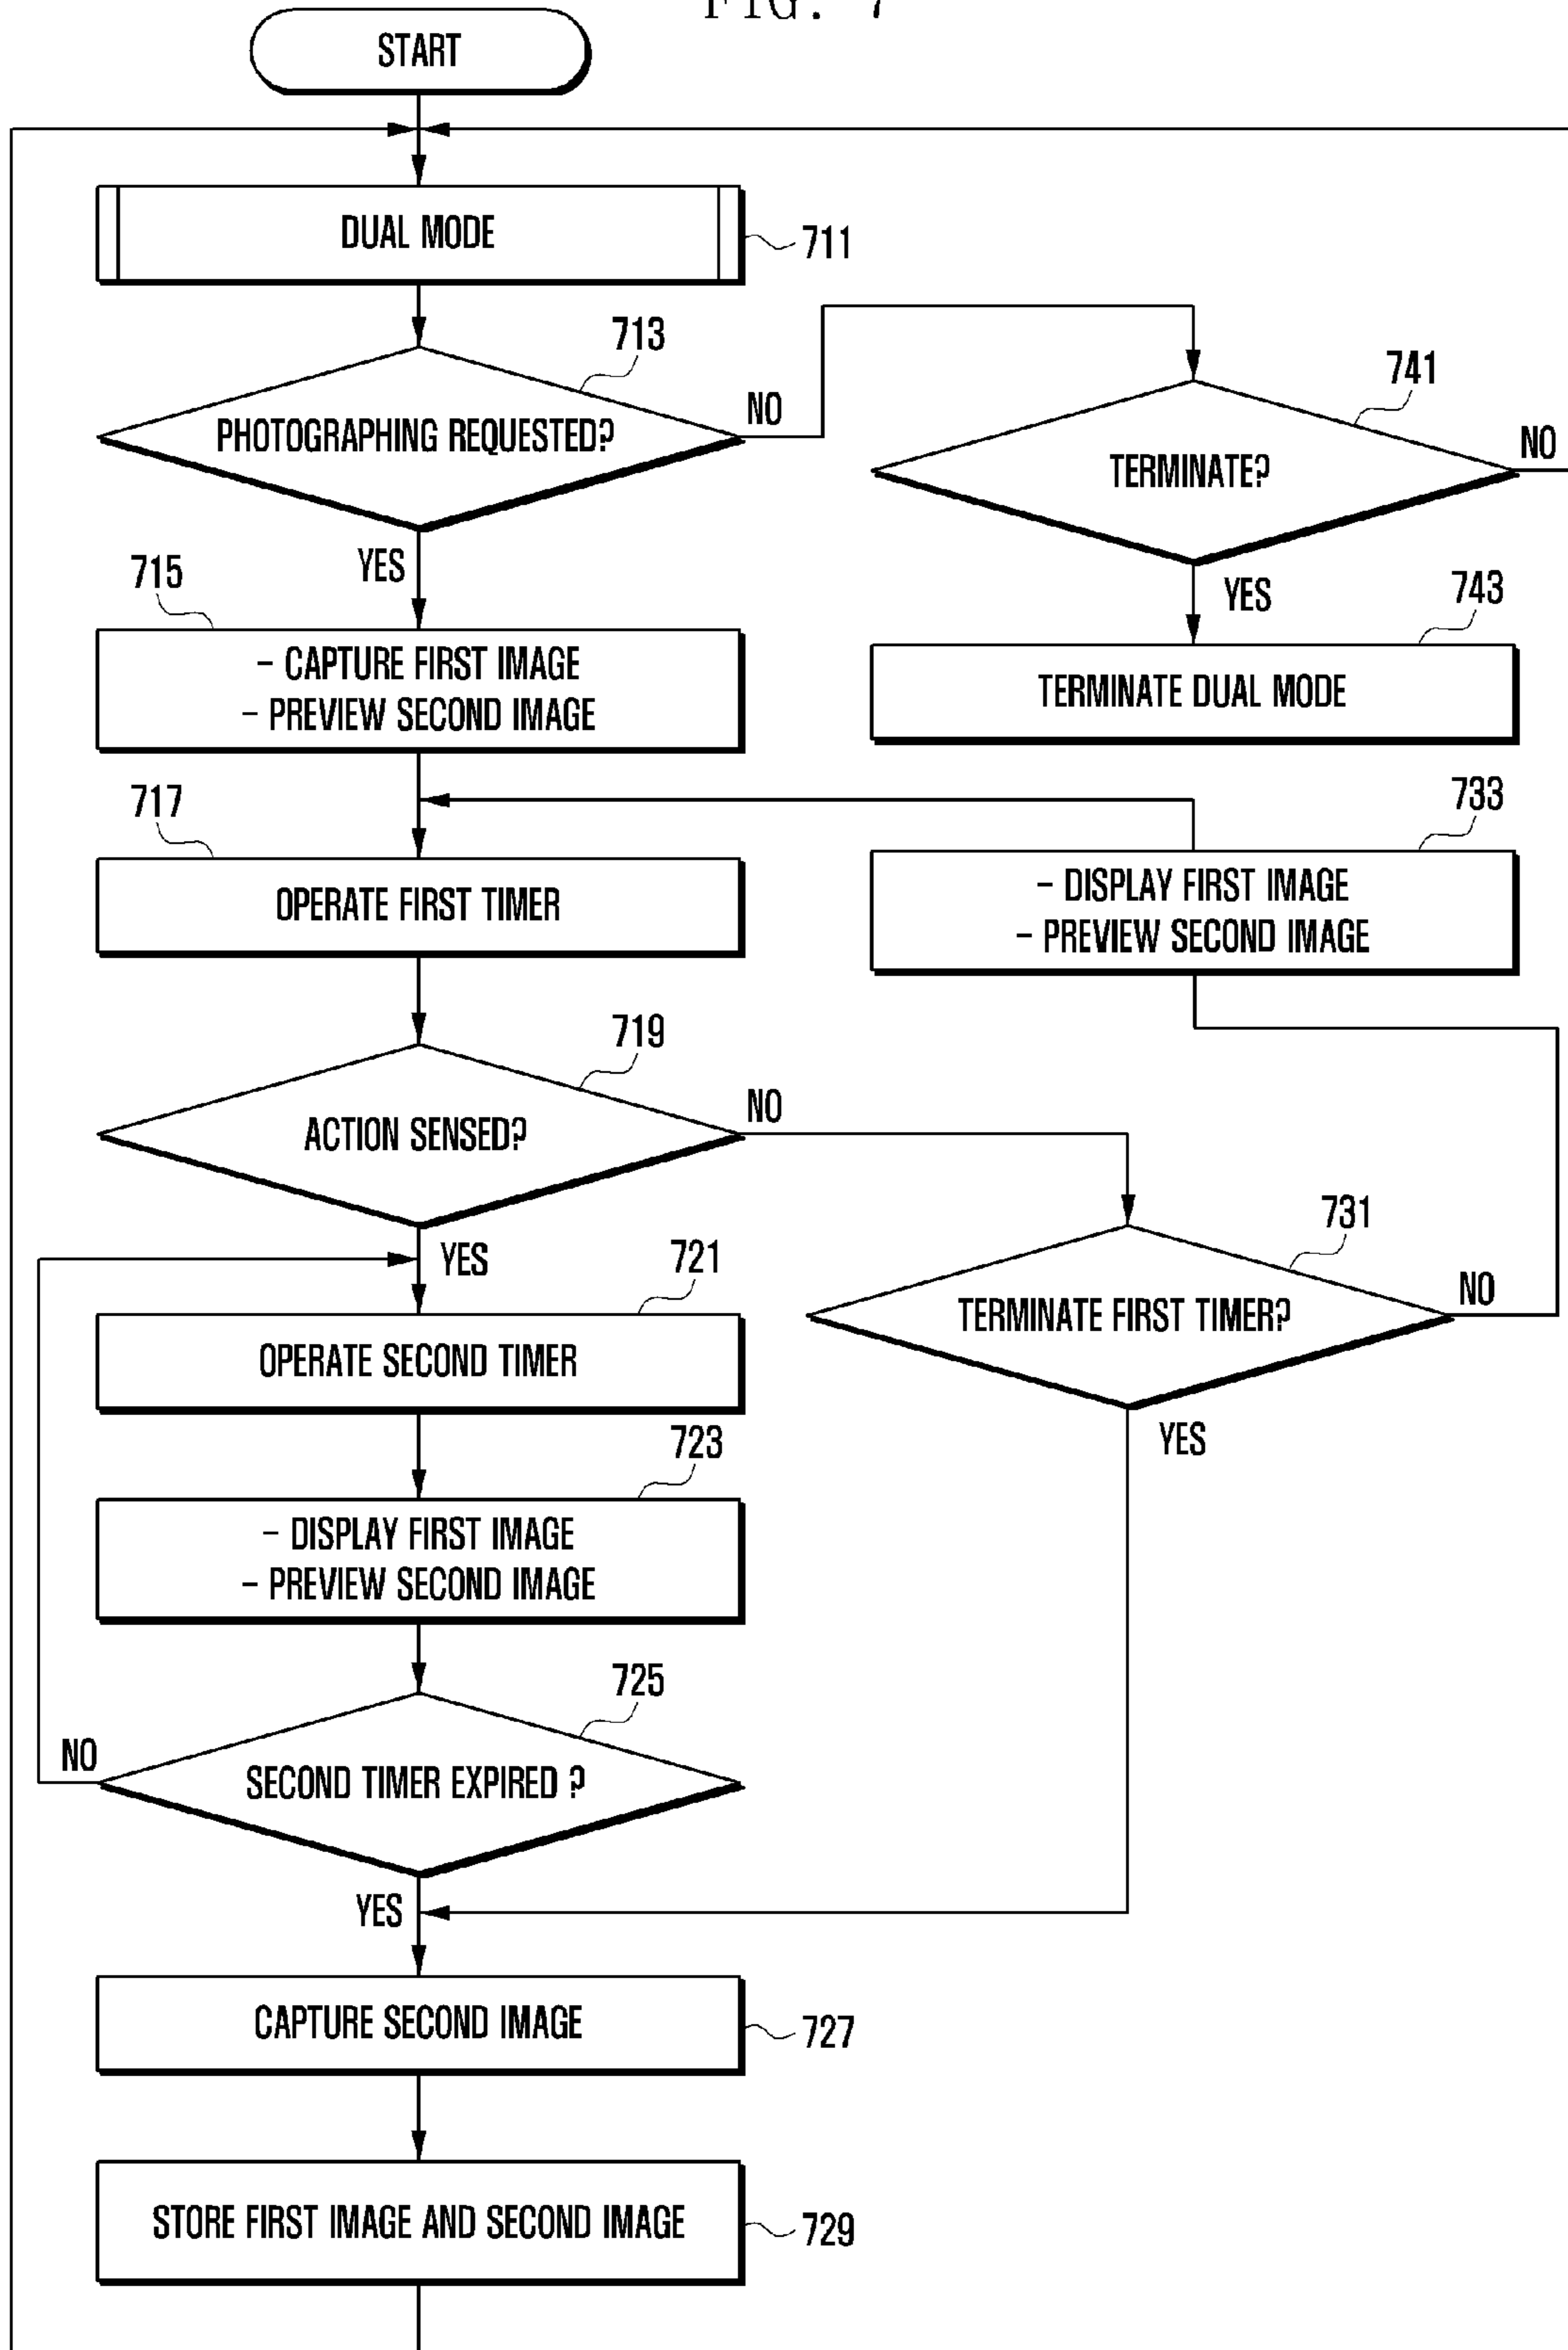 FIG. 7
START
DUAL MODE
711
713
PHOTOGRAPHING REQUESTED?
NO
YES
741
TERMINATE?
NO
YES
715
- CAPTURE FIRST IMAGE
- PREVIEW SECOND IMAGE
743
TERMINATE DUAL MODE
717
OPERATE FIRST TIMER
733
- DISPLAY FIRST IMAGE
- PREVIEW SECOND IMAGE
719
ACTION SENSED?
NO
YES
731
TERMINATE FIRST TIMER?
NO
YES
721
OPERATE SECOND TIMER
723
- DISPLAY FIRST IMAGE
- PREVIEW SECOND IMAGE
725
SECOND TIMER EXPIRED ?
NO
YES
CAPTURE SECOND IMAGE
727
STORE FIRST IMAGE AND SECOND IMAGE
729